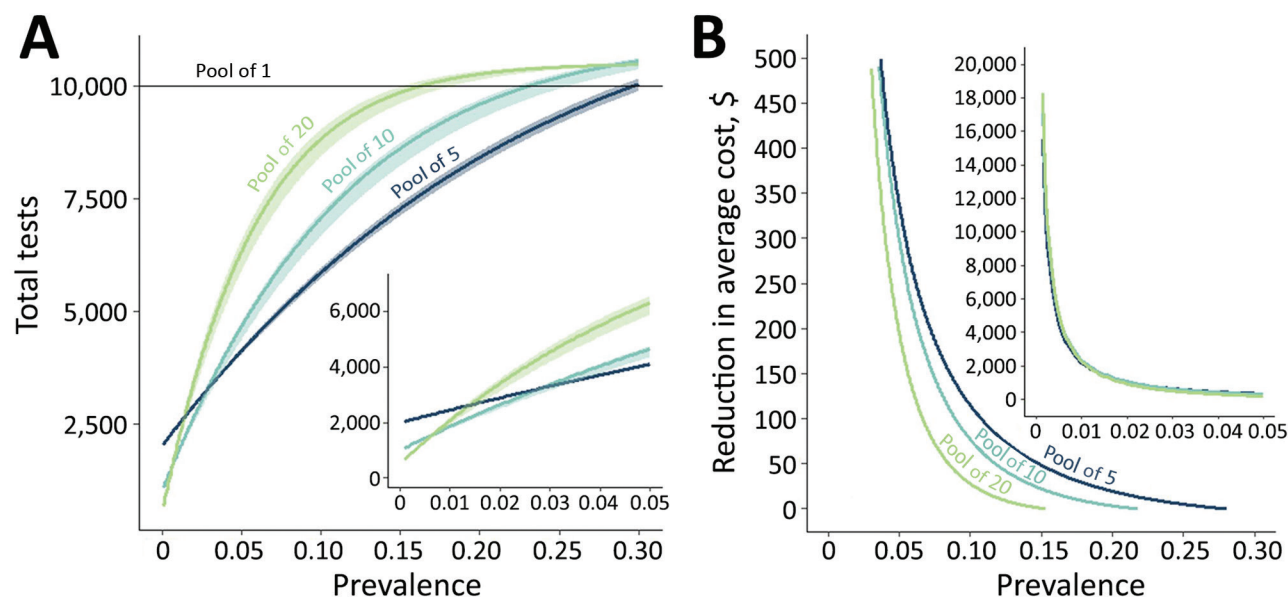 A
Pool of 1
10,000
7,500
5,000
2,500
Total tests
Pool of 20
Pool of 10
Pool of 5
6,000
4,000
2,000
0
0 0.01 0.02 0.03 0.04 0.05
0 0.05 0.10 0.15 0.20 0.25 0.30
Prevalence
B
500
450
400
350
300
250
200
150
100
50
0
Reduction in average cost, $
20,000
18,000
16,000
14,000
12,000
10,000
8,000
6,000
4,000
2,000
0
0 0.01 0.02 0.03 0.04 0.05
Pool of 20
Pool of 10
Pool of 5
0 0.05 0.10 0.15 0.20 0.25 0.30
Prevalence